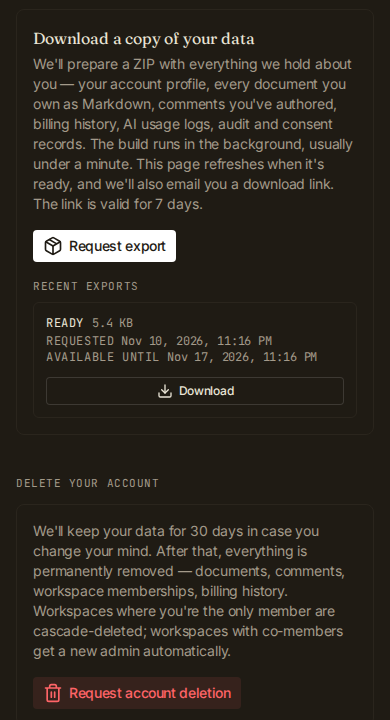 Download a copy of your data
We'll prepare a ZIP with everything we hold about
you — your account profile, every document you
own as Markdown, comments you've authored,
billing history, AI usage logs, audit and consent
records. The build runs in the background, usually
under a minute. This page refreshes when it's
ready, and we'll also email you a download link.
The link is valid for 7 days.
Request export
RECENT EXPORTS
READY 5.4 KB
REQUESTED Nov 10, 2026, 11:16 PM
AVAILABLE UNTIL Nov 17, 2026, 11:16 PM
Download
DELETE YOUR ACCOUNT
We'll keep your data for 30 days in case you
change your mind. After that, everything is
permanently removed — documents, comments,
workspace memberships, billing history.
Workspaces where you're the only member are
cascade-deleted; workspaces with co-members
get a new admin automatically.
Request account deletion